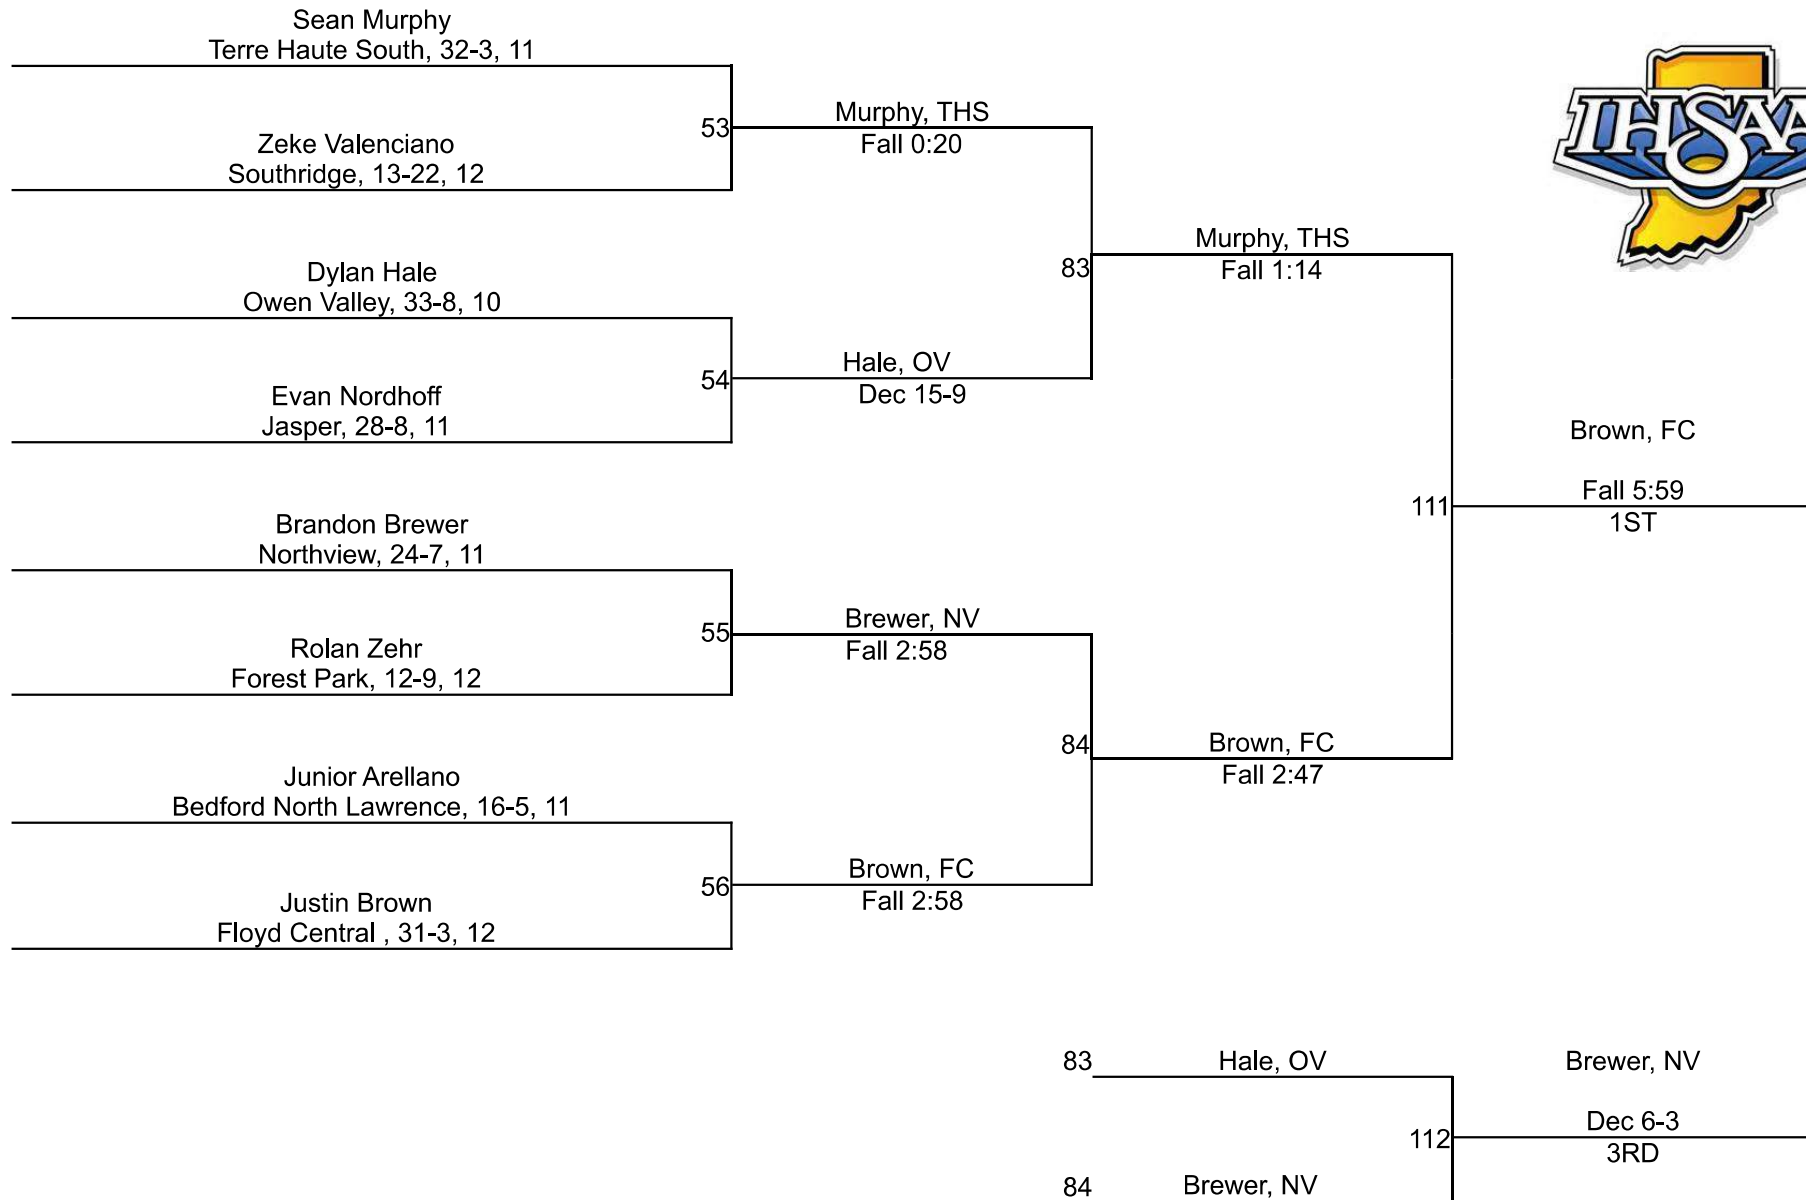 Sean Murphy
Terre Haute South, 32-3, 11
Zeke Valenciano
Southridge, 13-22, 12
53
Murphy, THS
Fall 0:20
Dylan Hale
Owen Valley, 33-8, 10
Evan Nordhoff
Jasper, 28-8, 11
54
Hale, OV
Dec 15-9
83
Murphy, THS
Fall 1:14
Brandon Brewer
Northview, 24-7, 11
Rolan Zehr
Forest Park, 12-9, 12
55
Brewer, NV
Fall 2:58
Junior Arellano
Bedford North Lawrence, 16-5, 11
Justin Brown
Floyd Central , 31-3, 12
56
Brown, FC
Fall 2:58
84
Brown, FC
Fall 2:47
111
Brown, FC
Fall 5:59
1ST
IHSAA
83
Hale, OV
84
Brewer, NV
112
Brewer, NV
Dec 6-3
3RD